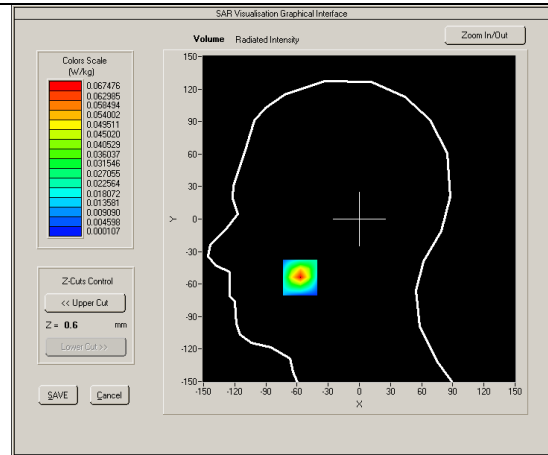 SAR Visualisation Graphical Interface
Volume Radiated Intensity
Zoom In/Out
Colors Scale
(W/kg)
0.067476
0.062985
0.058494
0.054002
0.049511
0.045020
0.040529
0.036037
0.031546
0.027055
0.022564
0.018072
0.013581
0.009090
0.004598
0.000107
Z-Cuts Control
<< Upper Cut
Z = 0.6 mm
Lower Cut >>
SAVE Cancel
Y
150
120
90
60
30
0
-30
-60
-90
-120
-150
-150 -120 -90 -60 -30 0 30 60 90 120 150
X